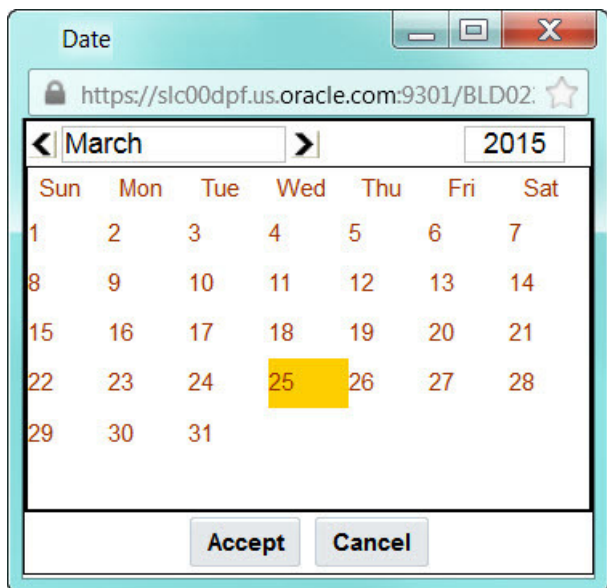 Date
https://slc00dpf.us.oracle.com:9301/BLD02
March 2015
Sun Mon Tue Wed Thu Fri Sat
1 2 3 4 5 6 7
8 9 10 11 12 13 14
15 16 17 18 19 20 21
22 23 24 25 26 27 28
29 30 31
Accept Cancel